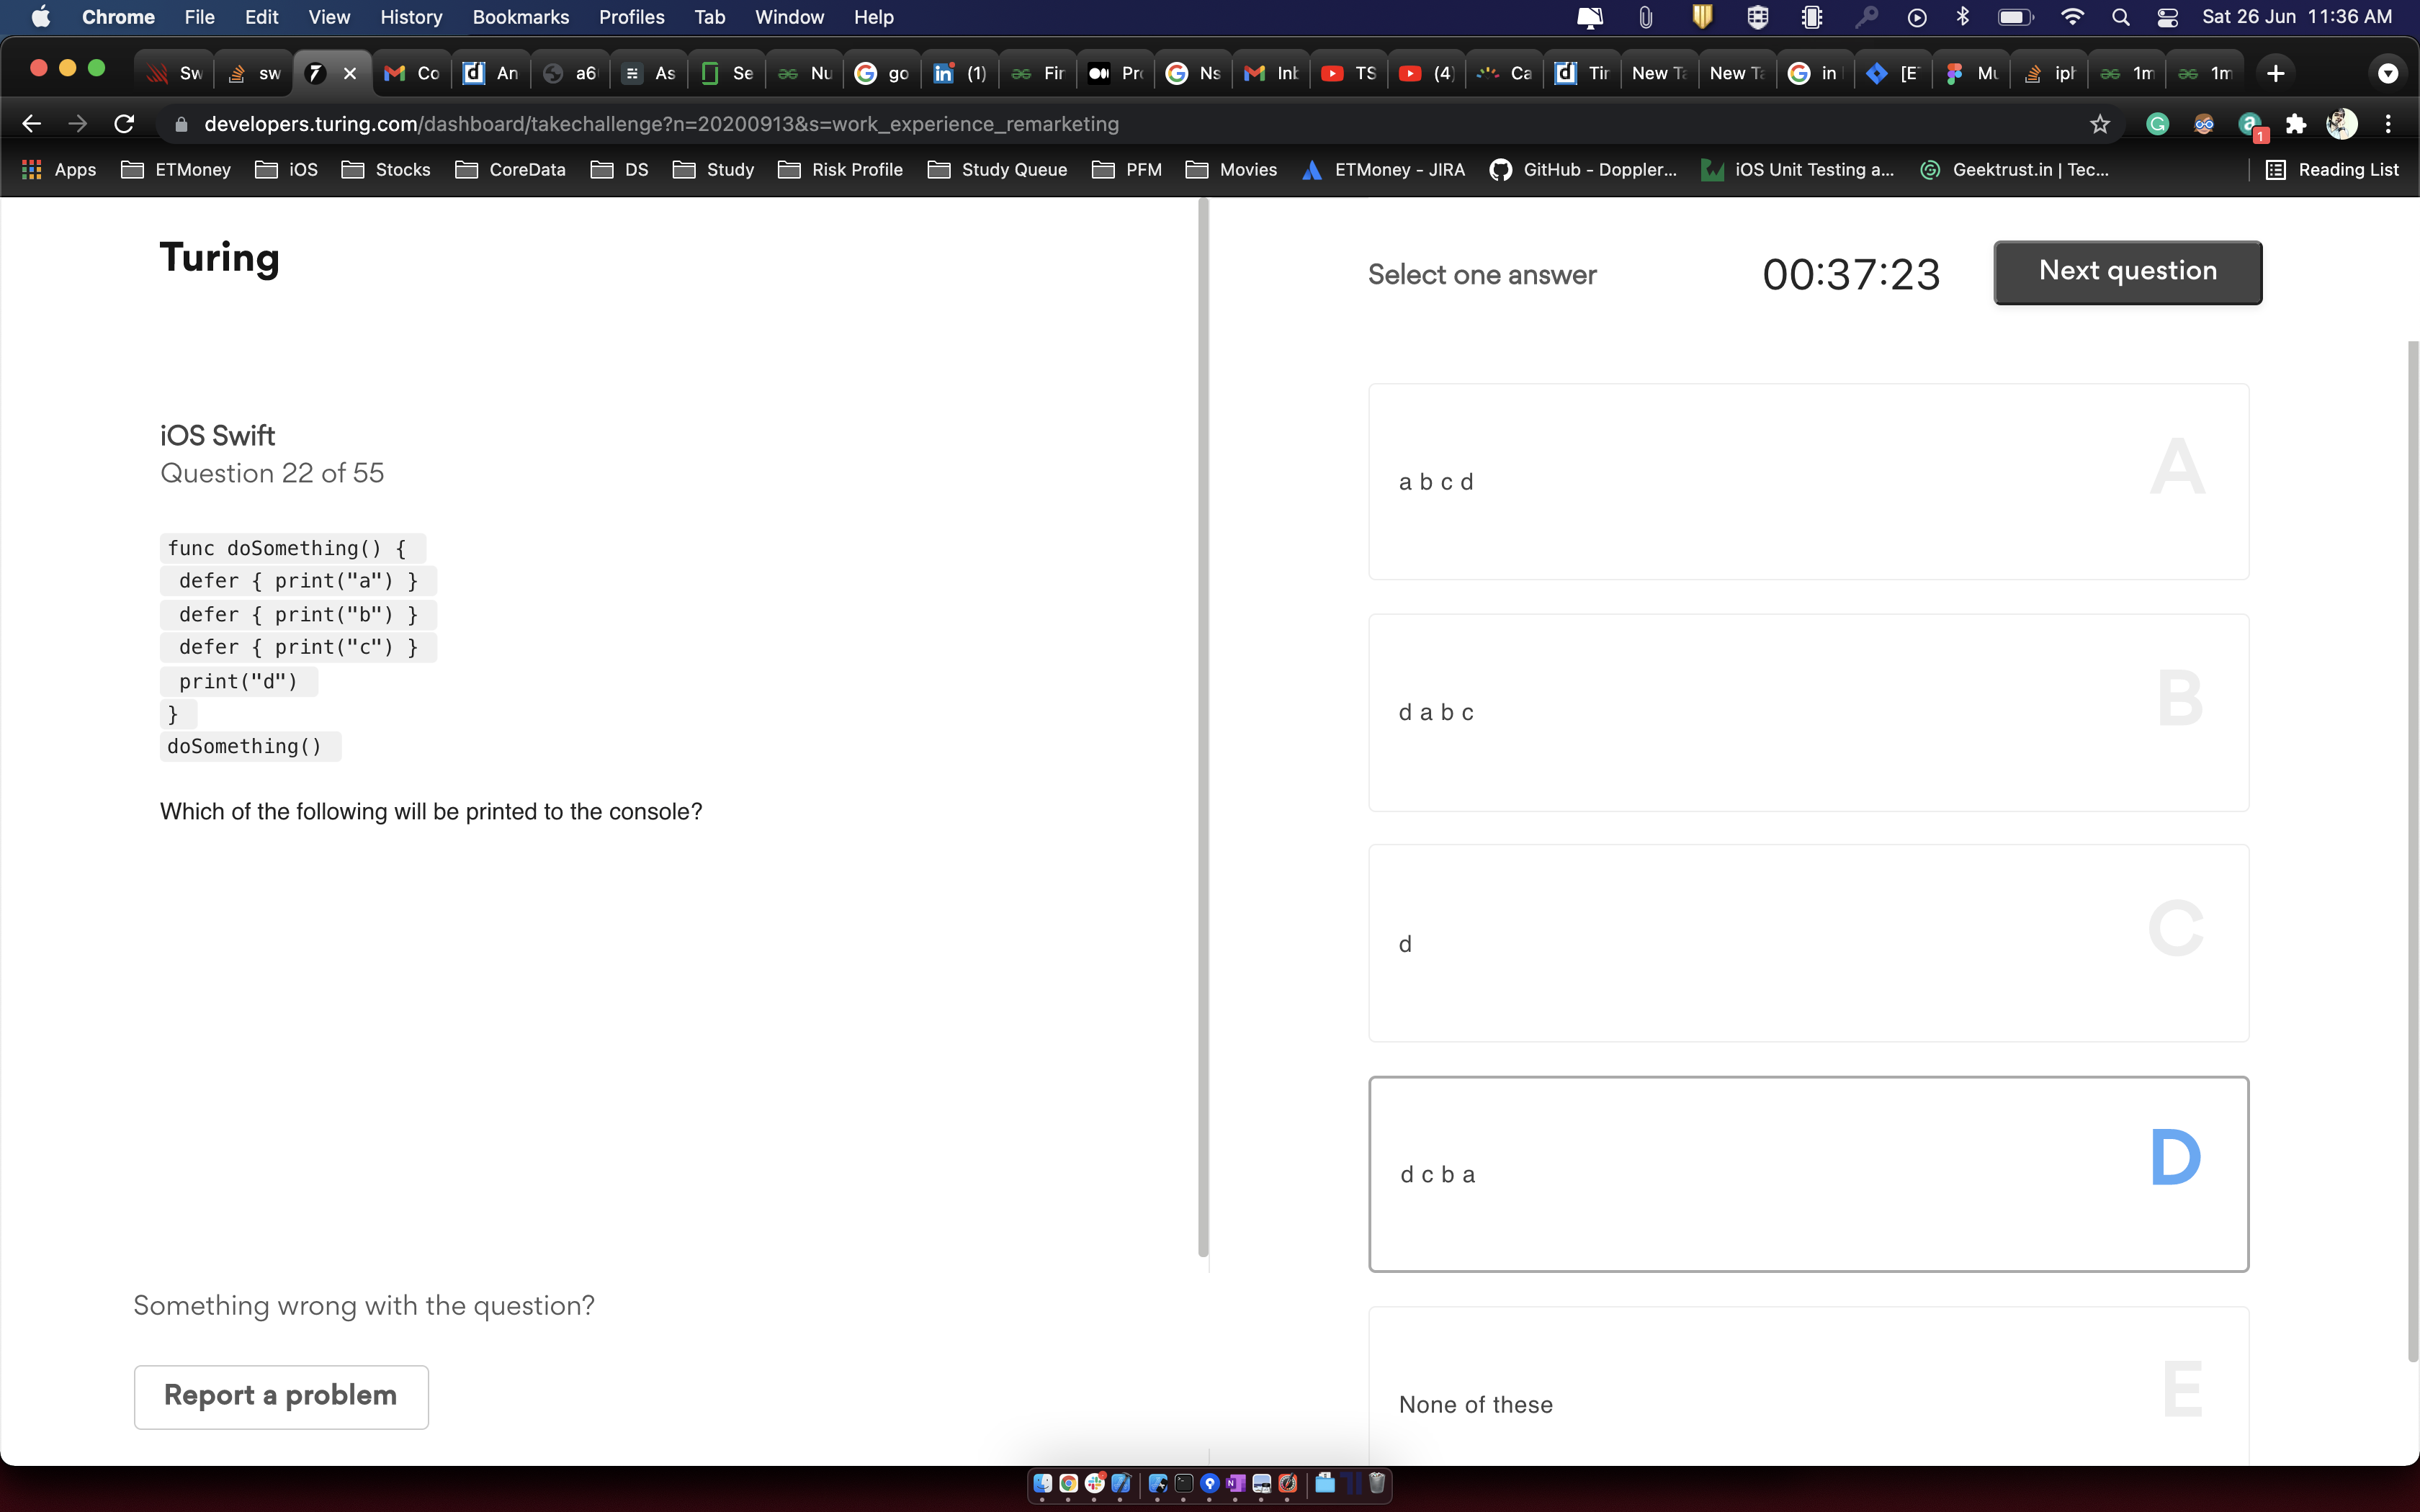 Chrome File Edit View History Bookmarks Profiles Tab Window Help Sat 26 Jun 11:36 AM
Sw sw Co An a6 As Se Nu go (1) Fir Pro Ns Inb TS (4) Ca Tir New Ta New Ta in [E Mu iph 1m 1m
developers.turing.com/dashboard/takechallenge?n=20200913&s=work_experience_remarketing
1
Apps ETMoney iOS Stocks CoreData DS Study Risk Profile Study Queue PFM Movies ETMoney - JIRA GitHub - Doppler... iOS Unit Testing a... Geektrust.in | Tec... Reading List
Turing
iOS Swift
Question 22 of 55
func doSomething() {
defer { print("a") }
defer { print("b") }
defer { print("c") }
print("d")
}
doSomething()
Which of the following will be printed to the console?
Something wrong with the question?
Report a problem
Select one answer 00:37:23 Next question
a b c d A
d a b c B
d C
d c b a D
None of these E